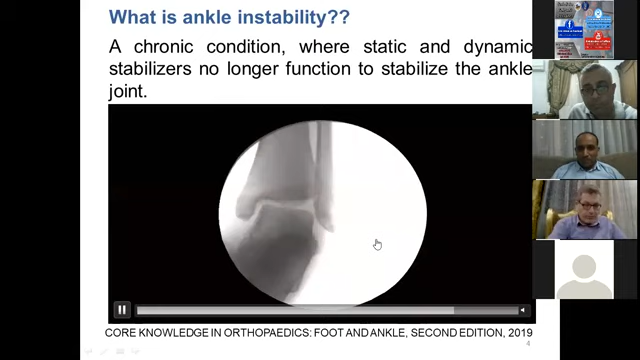 What is ankle instability??
A chronic condition, where static and dynamic
stabilizers no longer function to stabilize the ankle
joint.
CORE KNOWLEDGE IN ORTHOPAEDICS: FOOT AND ANKLE, SECOND EDITION, 2019
4